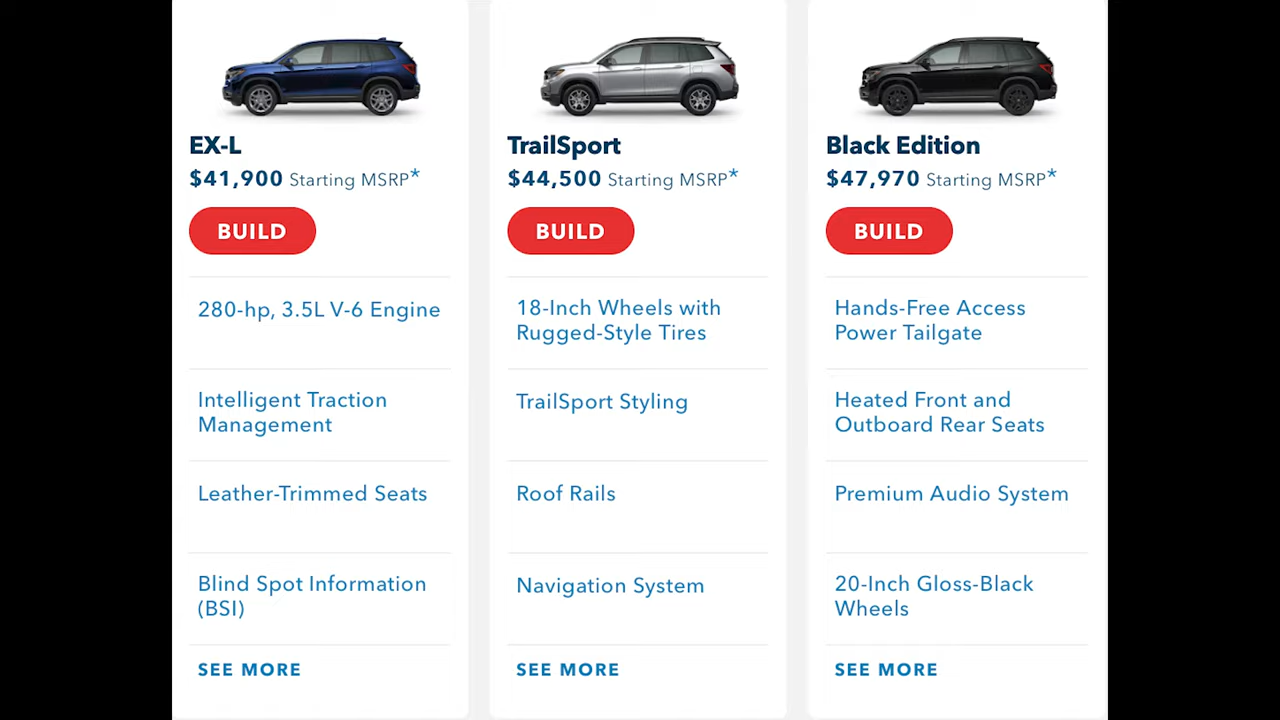 EX-L
$41,900 Starting MSRP*
BUILD
280-hp, 3.5L V-6 Engine
Intelligent Traction
Management
Leather-Trimmed Seats
Blind Spot Information
(BSI)
SEE MORE
TrailSport
$44,500 Starting MSRP*
BUILD
18-Inch Wheels with
Rugged-Style Tires
TrailSport Styling
Roof Rails
Navigation System
SEE MORE
Black Edition
$47,970 Starting MSRP*
BUILD
Hands-Free Access
Power Tailgate
Heated Front and
Outboard Rear Seats
Premium Audio System
20-Inch Gloss-Black
Wheels
SEE MORE